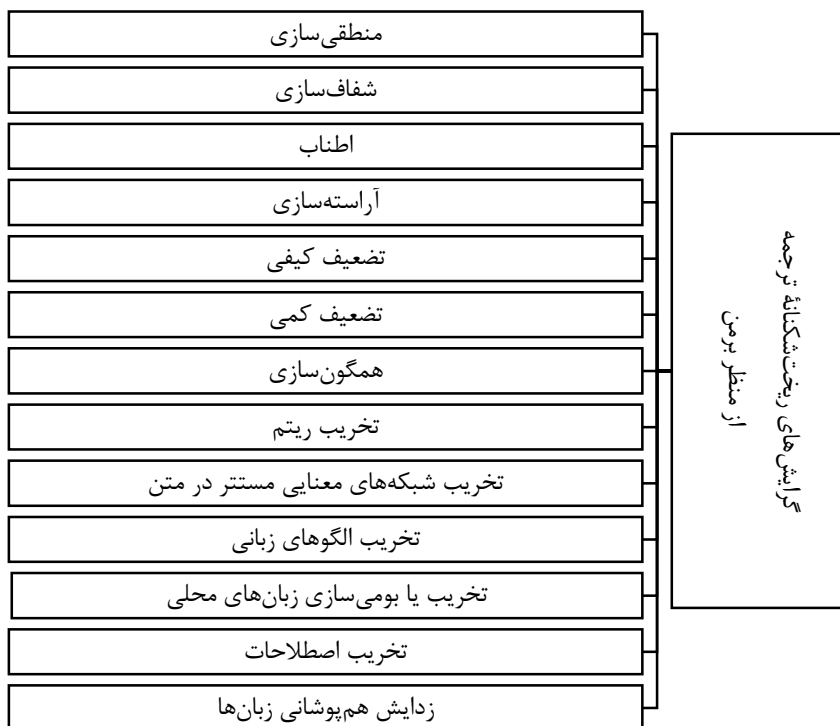 گرایش‌های ریخت‌شکنانهٔ ترجمه
از منظر برمن
منطقی‌سازی
شفاف‌سازی
اطناب
آراسته‌سازی
تضعیف کیفی
تضعیف کمی
همگون‌سازی
تخریب ریتم
تخریب شبکه‌های معنایی مستتر در متن
تخریب الگوهای زبانی
تخریب یا بومی‌سازی زبان‌های محلی
تخریب اصطلاحات
زدایش هم‌پوشانی زبان‌ها